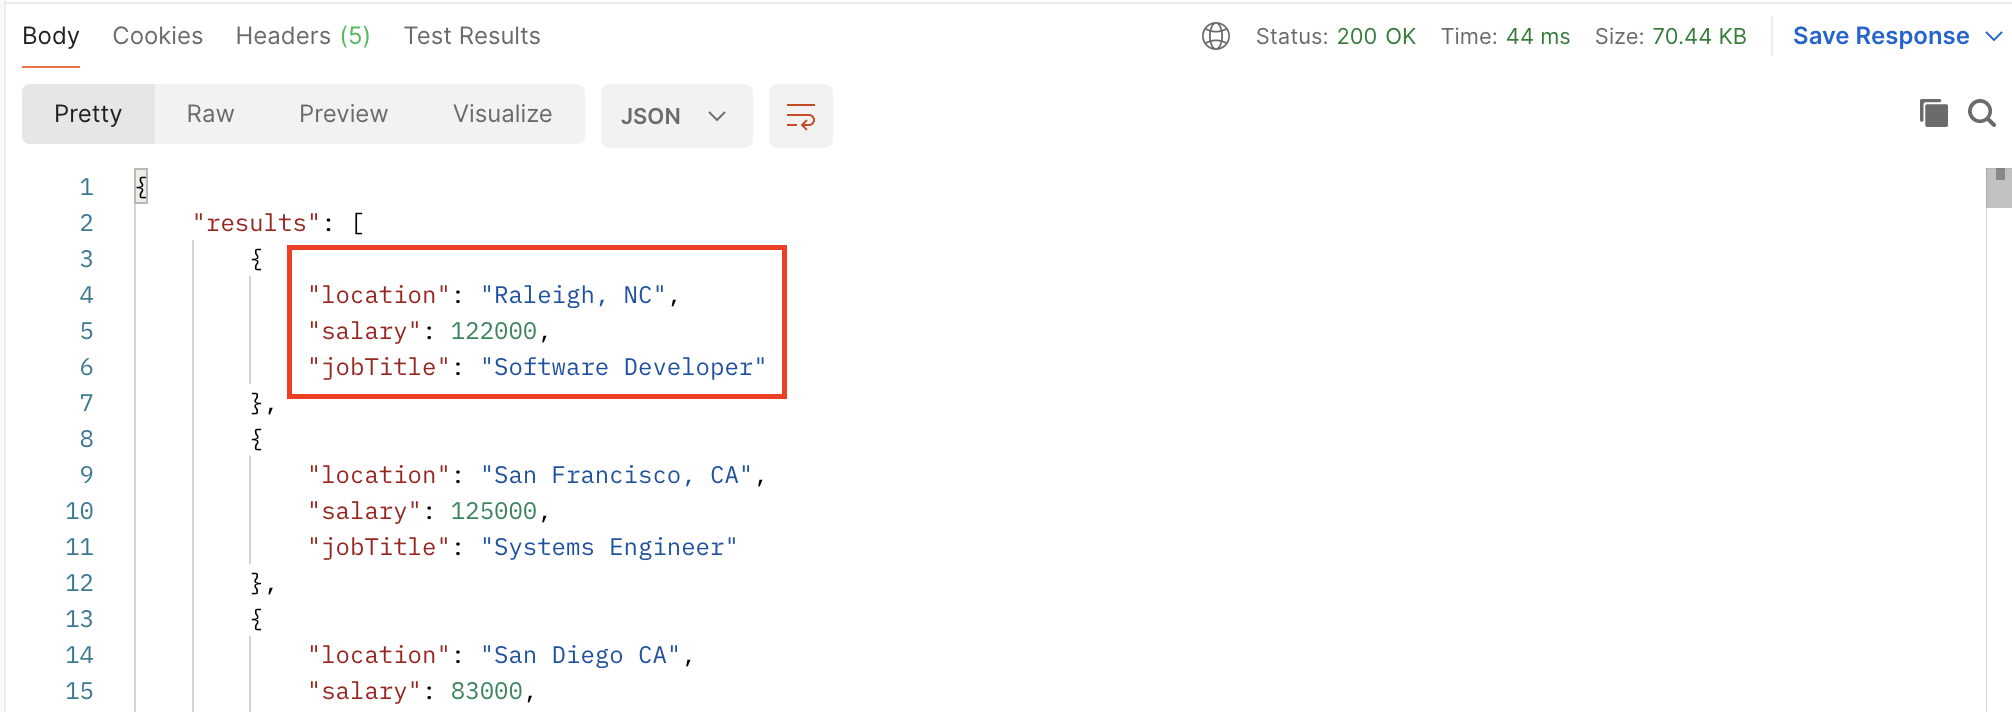 Body Cookies Headers (5) Test Results Status: 200 OK Time: 44 ms Size: 70.44 KB Save Response
Pretty Raw Preview Visualize JSON
1 {
2 "results": [
3 {
4 "location": "Raleigh, NC",
5 "salary": 122000,
6 "jobTitle": "Software Developer"
7 },
8 {
9 "location": "San Francisco, CA",
10 "salary": 125000,
11 "jobTitle": "Systems Engineer"
12 },
13 {
14 "location": "San Diego CA",
15 "salary": 83000,